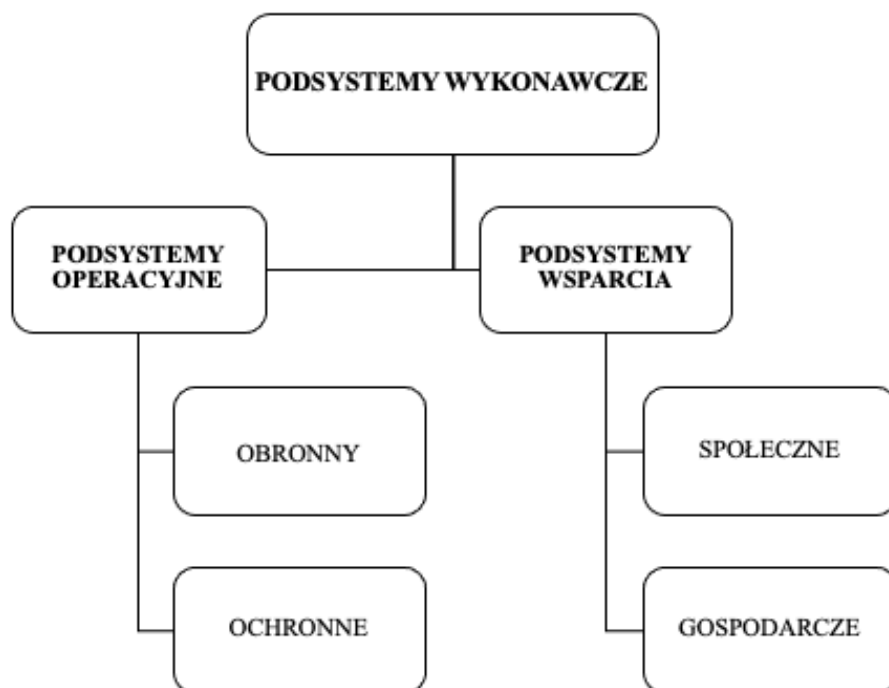 PODSYSTEMY WYKONAWCZE
PODSYSTEMY
OPERACYJNE
PODSYSTEMY
WSPARCIA
OBRONNY
SPOŁECZNE
OCHRONNE
GOSPODARCZE